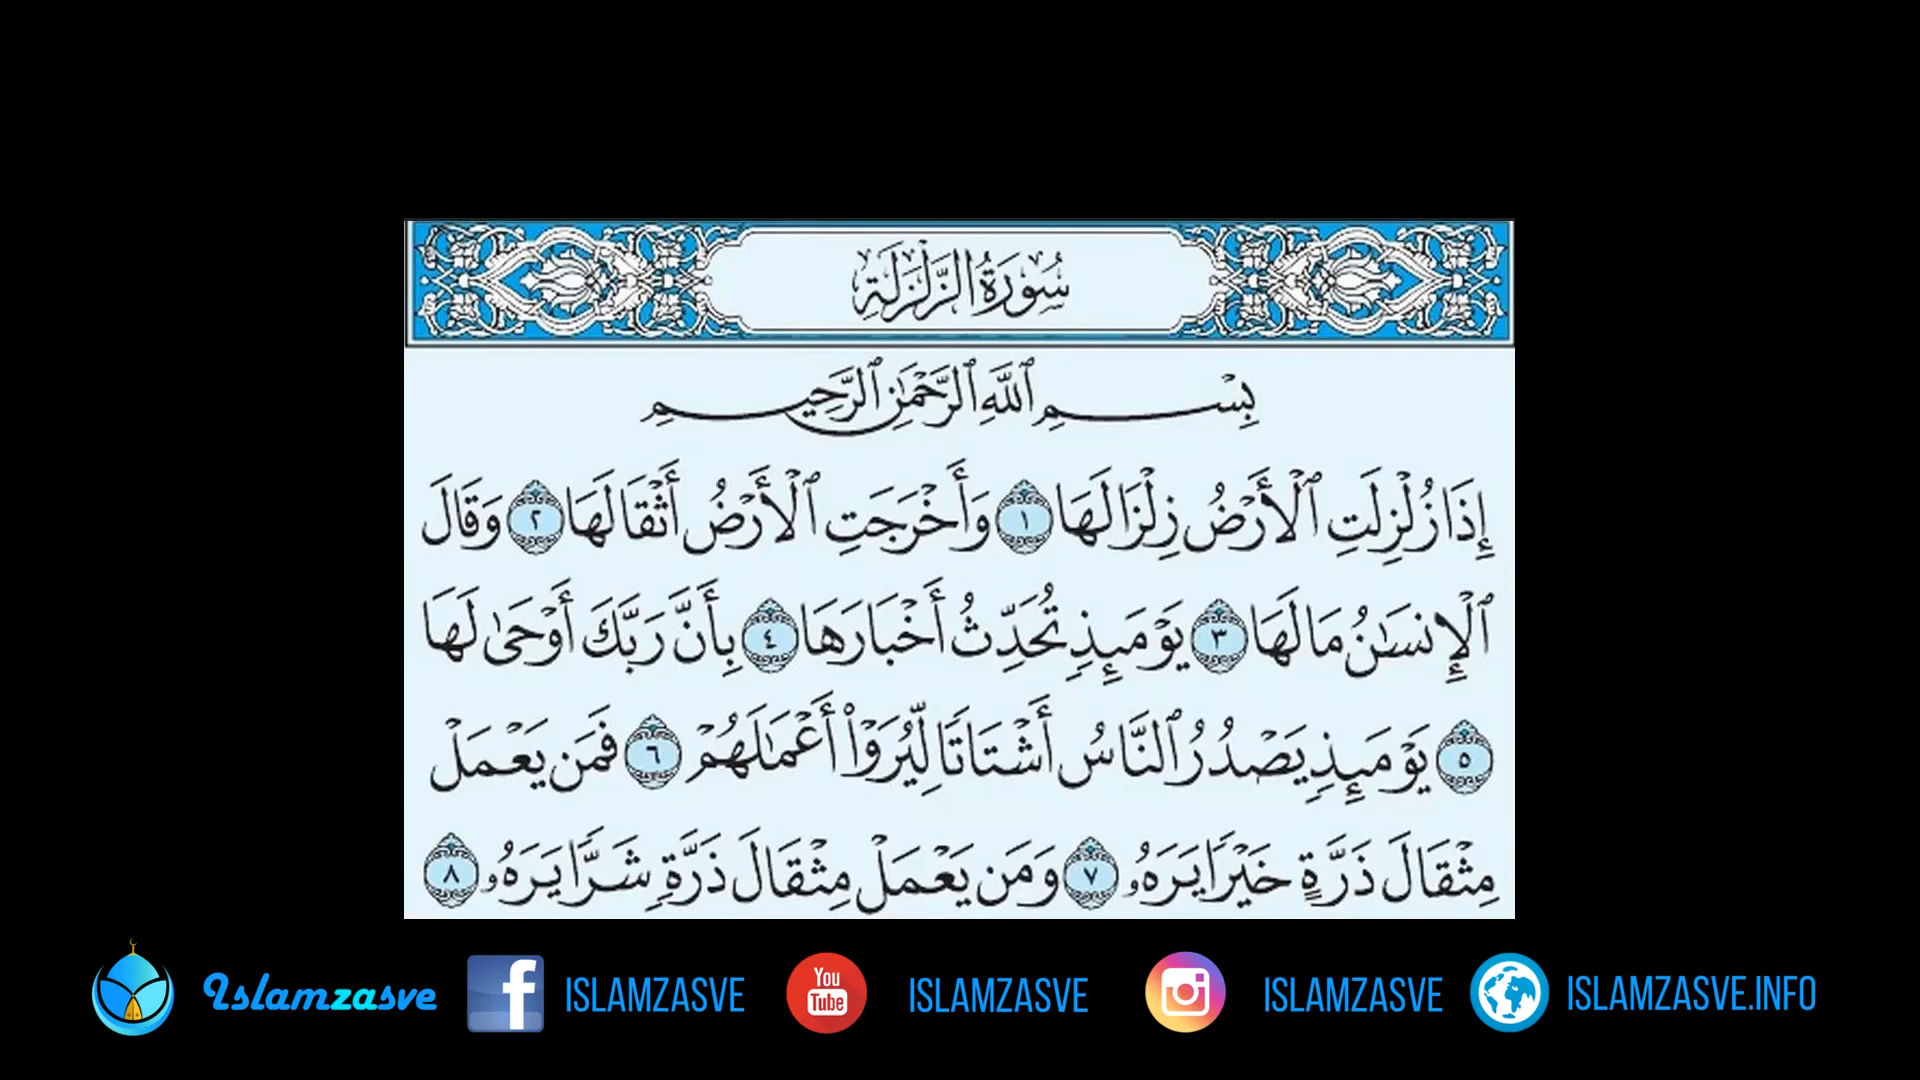 سُورَةُ الزَّلْزَلَةِ
بِسْمِ ٱللَّهِ ٱلرَّحْمَٰنِ ٱلرَّحِيمِ
إِذَا زُلْزِلَتِ ٱلْأَرْضُ زِلْزَالَهَا ١ وَأَخْرَجَتِ ٱلْأَرْضُ أَثْقَالَهَا ٢ وَقَالَ
ٱلْإِنسَٰنُ مَا لَهَا ٣ يَوْمَئِذٍ تُحَدِّثُ أَخْبَارَهَا ٤ بِأَنَّ رَبَّكَ أَوْحَىٰ لَهَا
٥ يَوْمَئِذٍ يَصْدُرُ ٱلنَّاسُ أَشْتَاتًا لِّيُرَوْا۟ أَعْمَٰلَهُمْ ٦ فَمَن يَعْمَلْ
مِثْقَالَ ذَرَّةٍ خَيْرًا يَرَهُۥ ٧ وَمَن يَعْمَلْ مِثْقَالَ ذَرَّةٍ شَرًّا يَرَهُۥ ٨
Islamzasve f ISLAMZASVE You Tube ISLAMZASVE ISLAMZASVE ISLAMZASVE.INFO